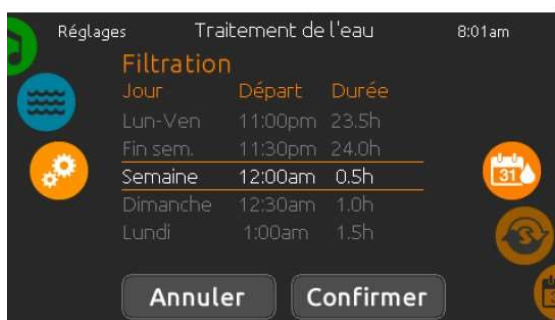 Réglages Traitement de l'eau 8:01am
Filtration
Jour Départ Durée
Lun-Ven 11:00pm 23.5h
Fin sem. 11:30pm 24.0h
Semaine 12:00am 0.5h
31
Dimanche 12:30am 1.0h
Lundi 1:00am 1.5h
S
Annuler Confirmer